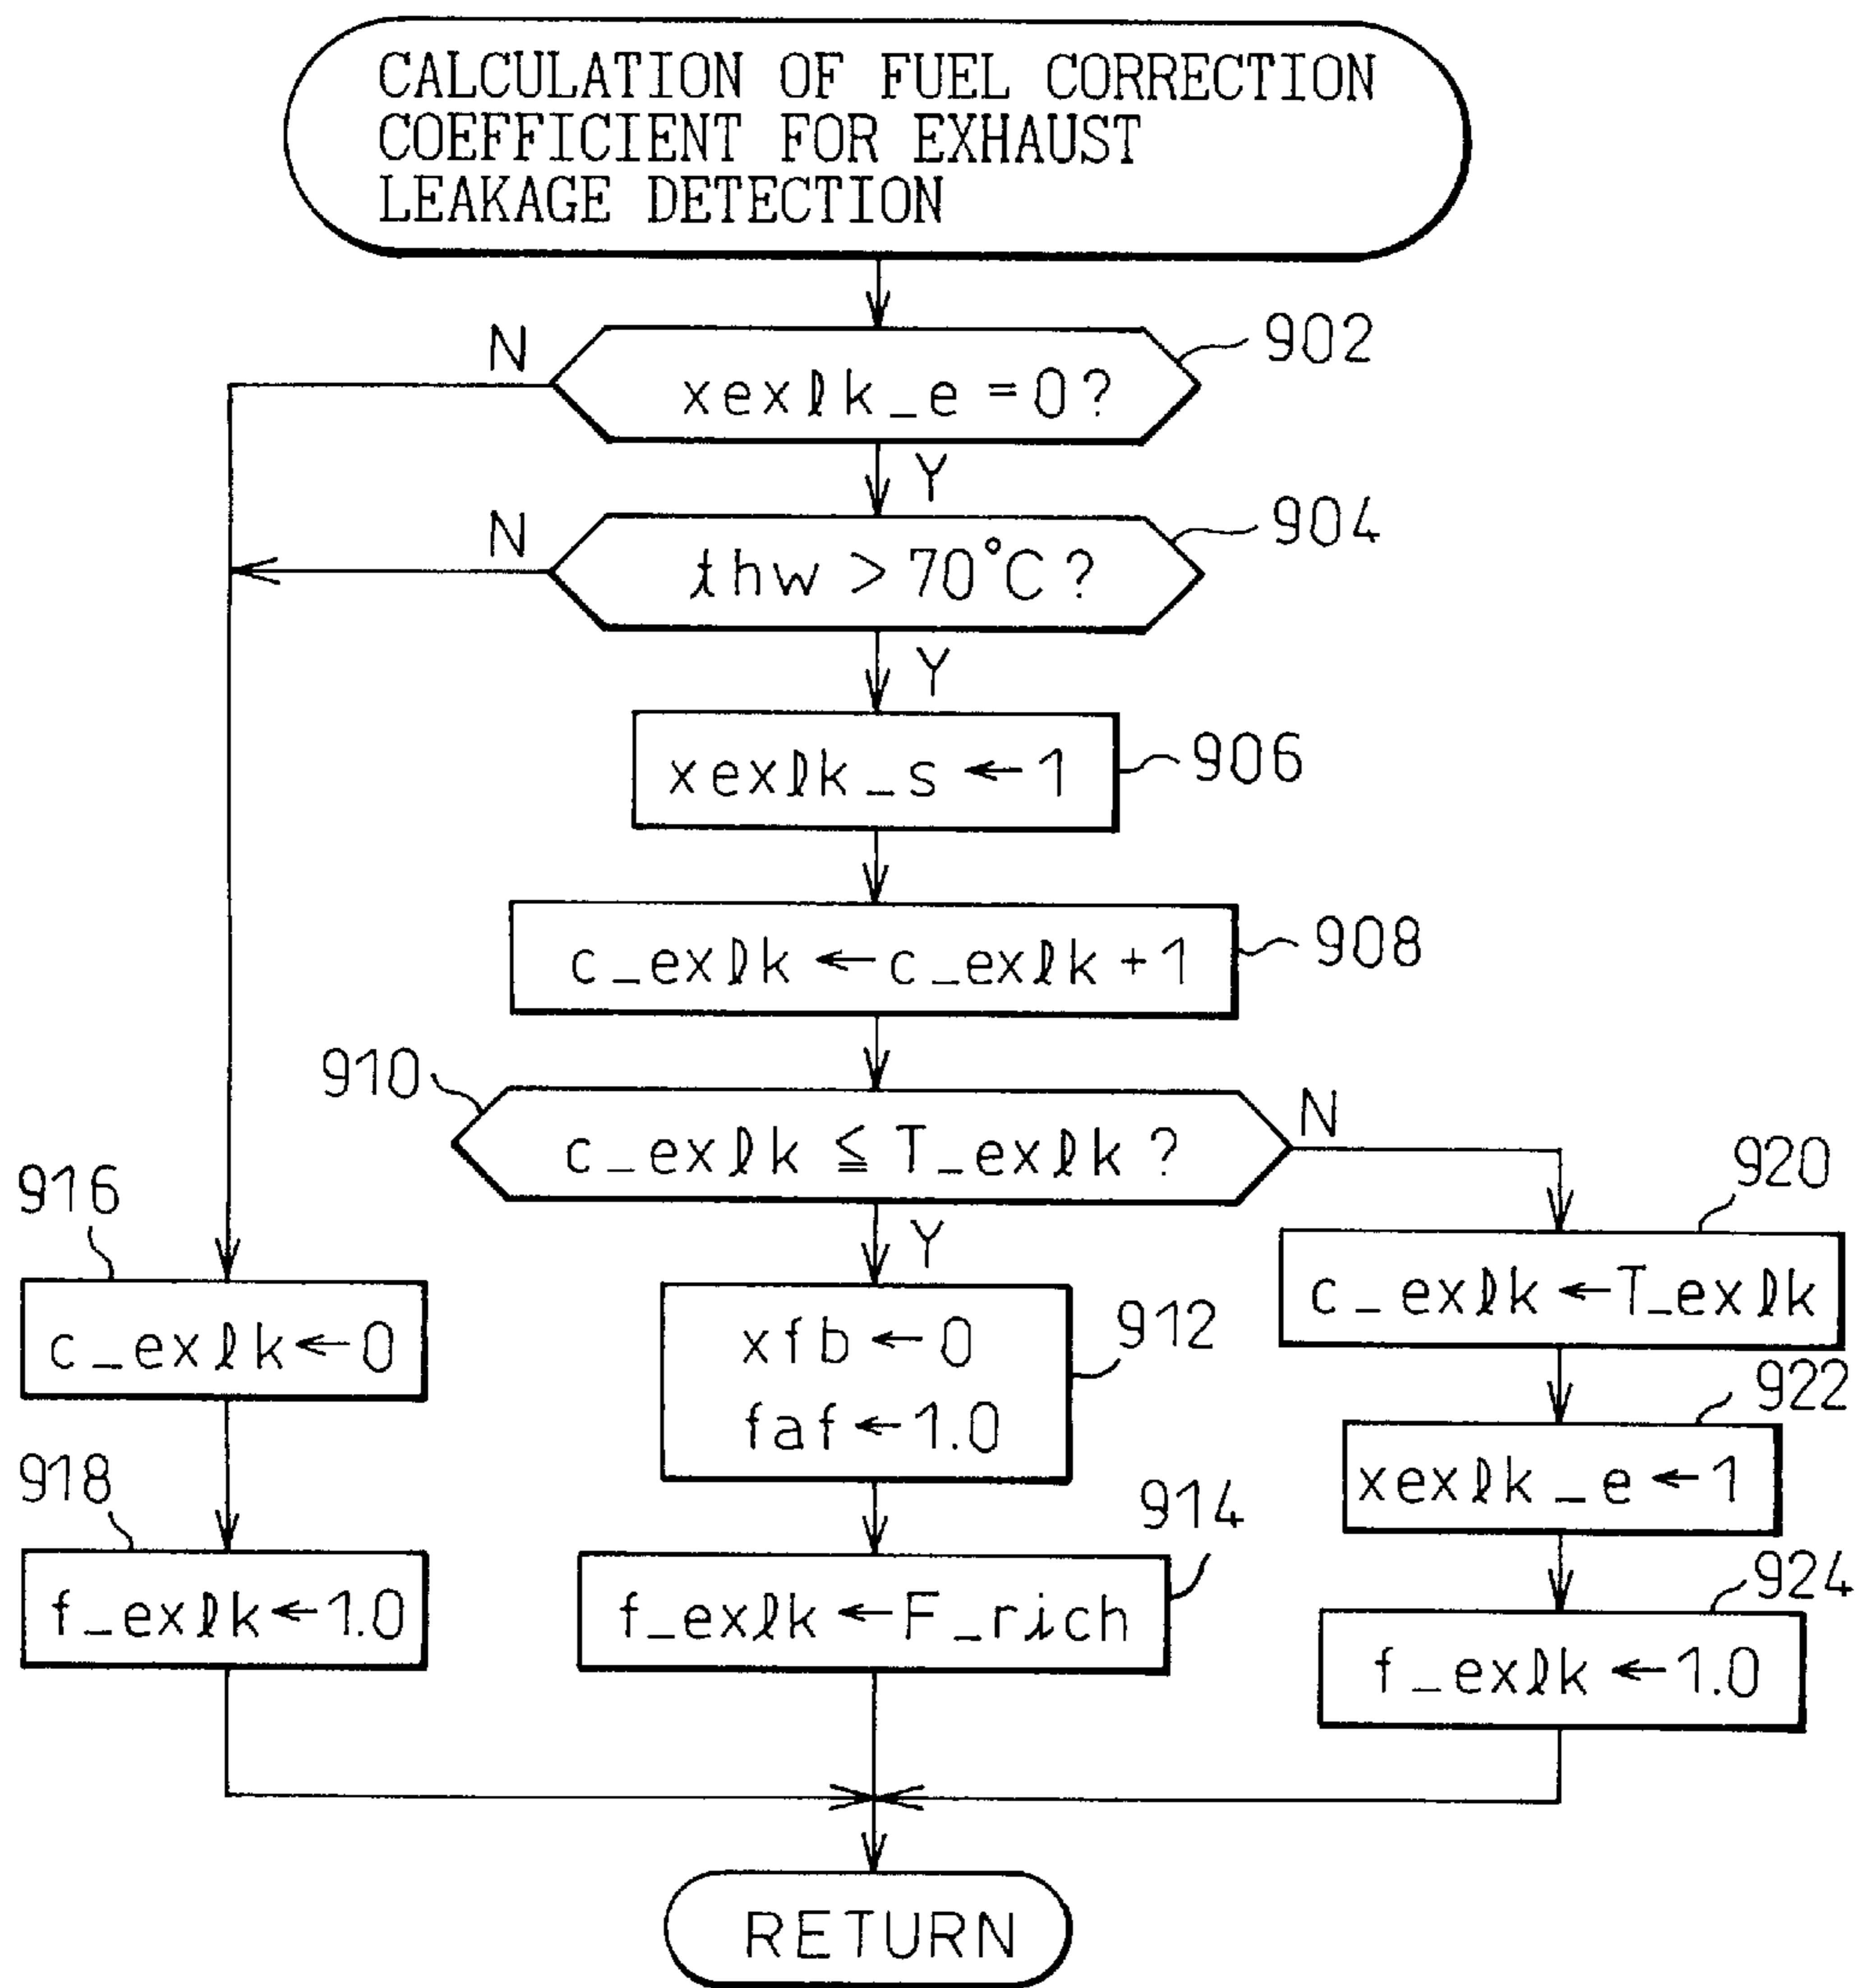 CALCULATION OF FUEL CORRECTION
COEFFICIENT FOR EXHAUST
LEAKAGE DETECTION
902
N
xexlk_e = 0?
Y
904
N
thw > 70°C?
Y
xexlk_s ← 1
906
c_exlk ← c_exlk + 1
908
910
c_exlk ≦ T_exlk ?
N
Y
916
c_exlk ← 0
918
f_exlk ← 1.0
xfb ← 0
faf ← 1.0
912
914
f_exlk ← F_rich
920
c_exlk ← T_exlk
922
xexlk_e ← 1
924
f_exlk ← 1.0
RETURN